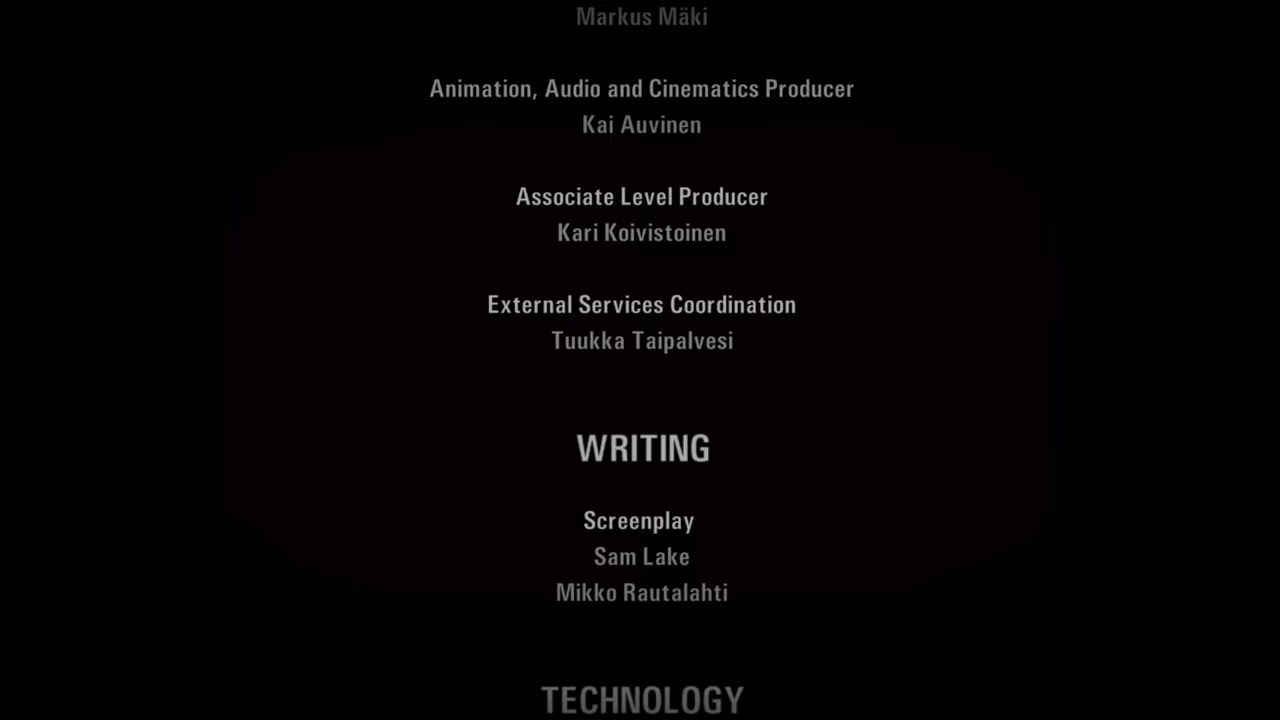 Markus Mäki
Animation, Audio and Cinematics Producer
Kai Auvinen
Associate Level Producer
Kari Koivistoinen
External Services Coordination
Tuukka Taipalvesi
WRITING
Screenplay
Sam Lake
Mikko Rautalahti
TECHNOLOGY